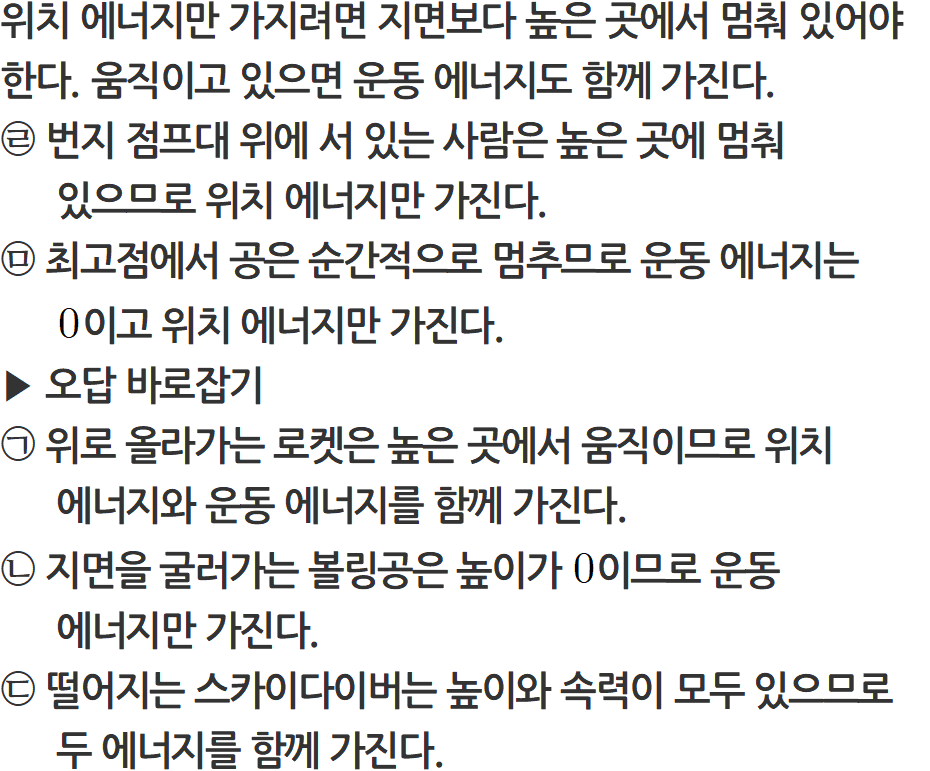 위치 에너지만 가지려면 지면보다 높은 곳에서 멈춰 있어야
한다. 움직이고 있으면 운동 에너지도 함께 가진다.
㉣ 번지 점프대 위에 서 있는 사람은 높은 곳에 멈춰
있으므로 위치 에너지만 가진다.
㉤ 최고점에서 공은 순간적으로 멈추므로 운동 에너지는
0이고 위치 에너지만 가진다.
▶ 오답 바로잡기
㉠ 위로 올라가는 로켓은 높은 곳에서 움직이므로 위치
에너지와 운동 에너지를 함께 가진다.
㉡ 지면을 굴러가는 볼링공은 높이가 0이므로 운동
에너지만 가진다.
㉢ 떨어지는 스카이다이버는 높이와 속력이 모두 있으므로
두 에너지를 함께 가진다.